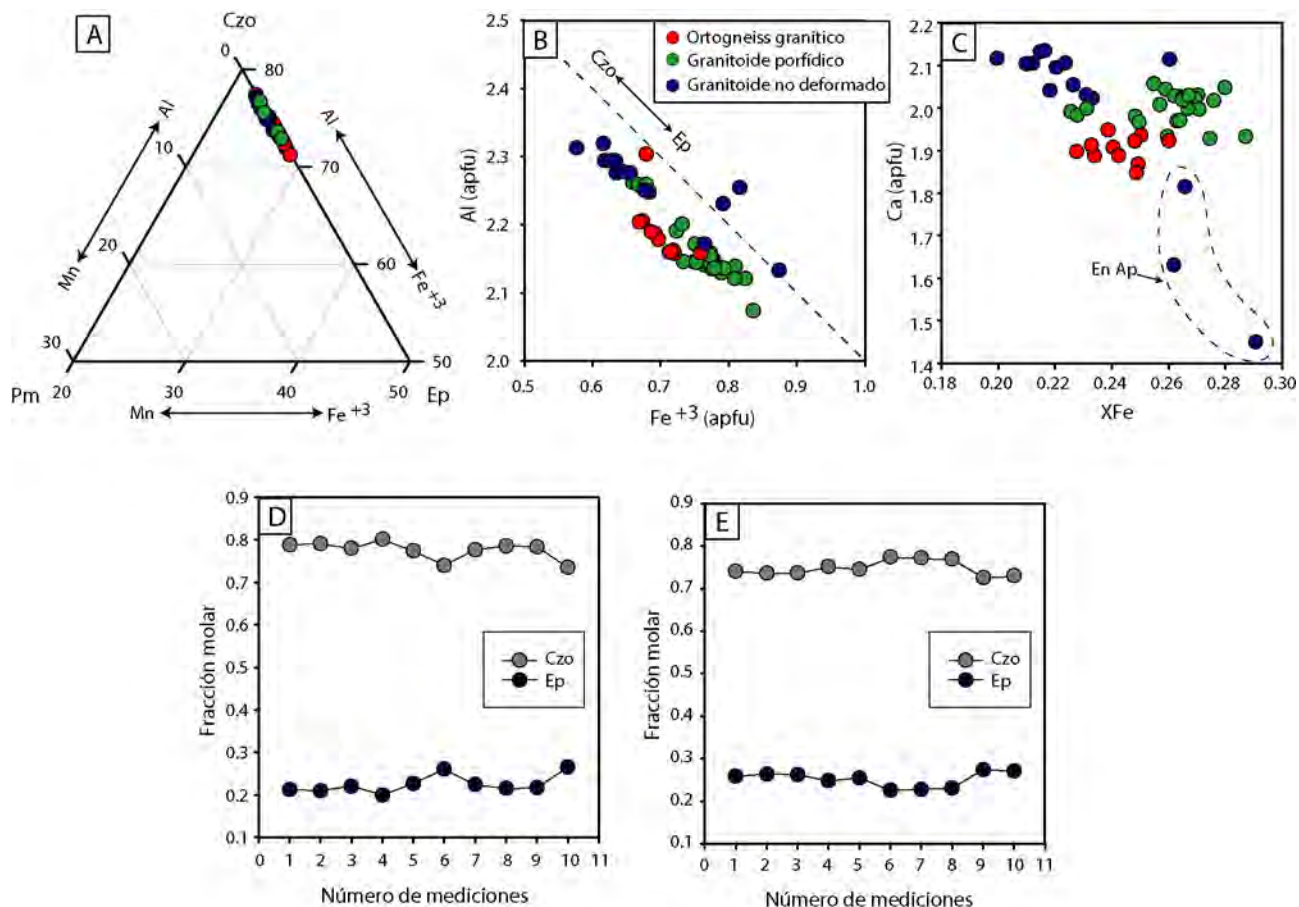 A
Czo
0
80
Al
Al
10
70
20
60
Mn
Fe +3
30
50
Pm
20
30
40
50
Ep
Mn
Fe +3
B
Ortogneiss granítico
Granitoide porfídico
Granitoide no deformado
Czo
Ep
2.5
2.4
2.3
2.2
2.1
2.0
Al (apfu)
0.5
0.6
0.7
0.8
0.9
1.0
Fe +3 (apfu)
C
2.2
2.1
2.0
1.9
1.8
1.7
1.6
1.5
1.4
Ca (apfu)
En Ap
0.18
0.20
0.22
0.24
0.26
0.28
0.30
XFe
D
0.9
0.8
0.7
0.6
0.5
0.4
0.3
0.2
0.1
Fracción molar
Czo
Ep
0 1 2 3 4 5 6 7 8 9 10 11
Número de mediciones
E
0.9
0.8
0.7
0.6
0.5
0.4
0.3
0.2
0.1
Fracción molar
Czo
Ep
0 1 2 3 4 5 6 7 8 9 10 11
Número de mediciones